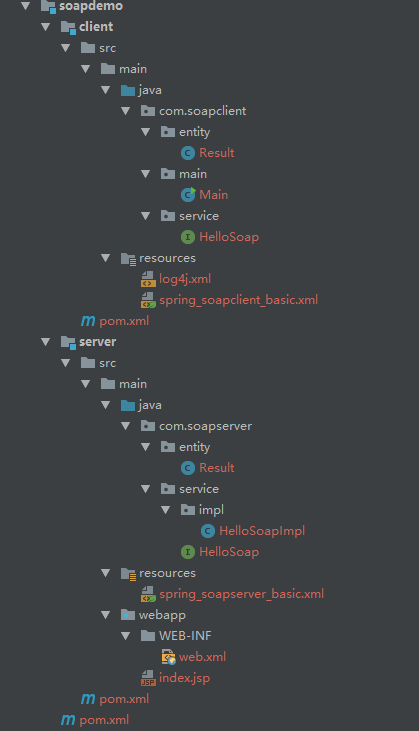 soapdemo
client
src
main
java
com.soapclient
entity
Result
main
Main
service
HelloSoap
resources
log4j.xml
spring_soapclient_basic.xml
pom.xml
server
src
main
java
com.soapserver
entity
Result
service
impl
HelloSoapImpl
HelloSoap
resources
spring_soapserver_basic.xml
webapp
WEB-INF
web.xml
index.jsp
pom.xml
pom.xml